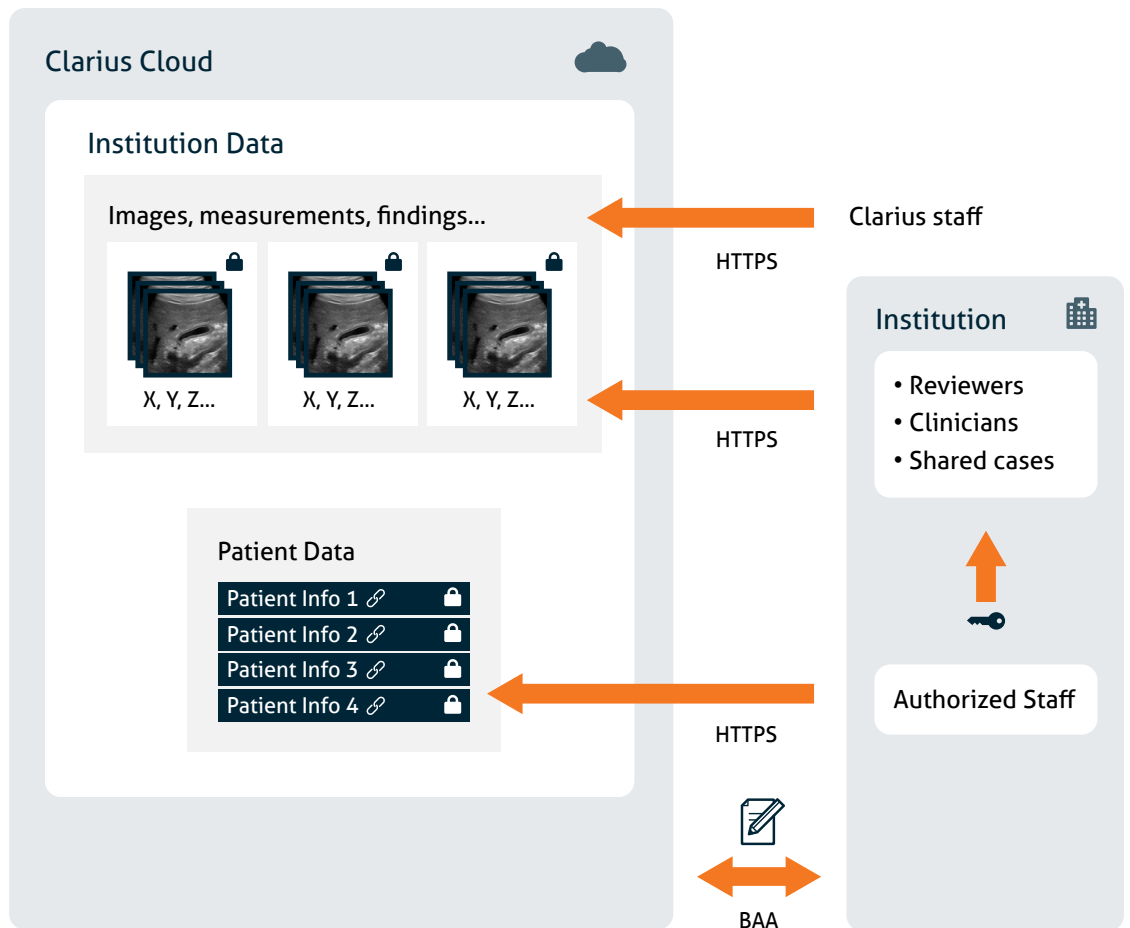 Clarius Cloud
Institution Data
Images, measurements, findings...
X, Y, Z...
X, Y, Z...
X, Y, Z...
Patient Data
Patient Info 1
Patient Info 2
Patient Info 3
Patient Info 4
Clarius staff
HTTPS
HTTPS
HTTPS
BAA
Institution
• Reviewers
• Clinicians
• Shared cases
Authorized Staff